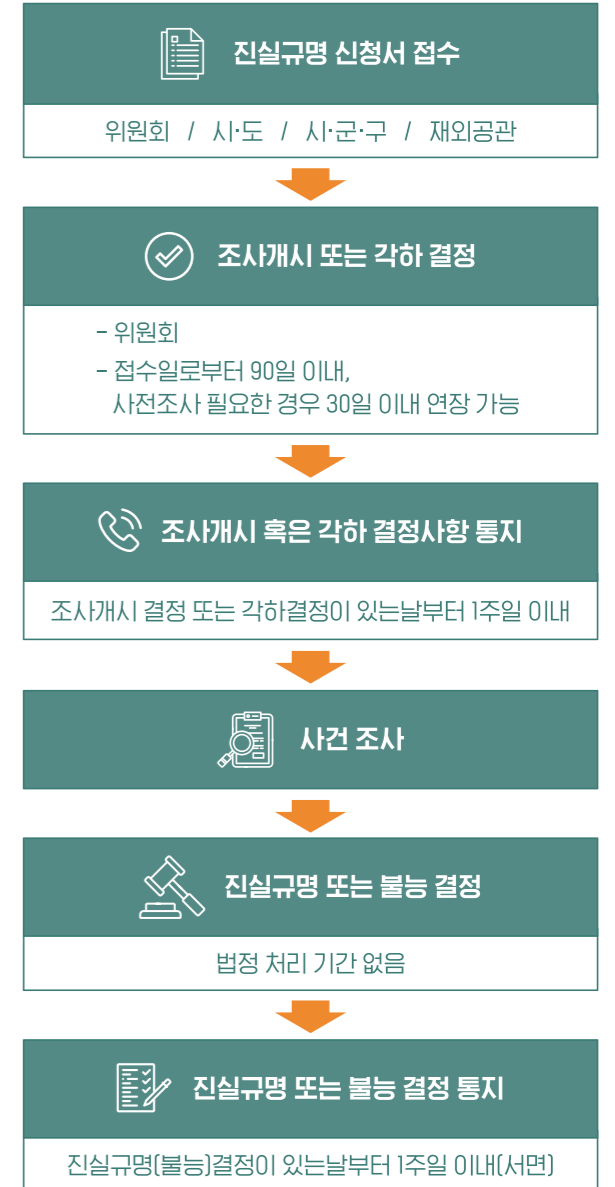 진실규명 신청서 접수
위원회 / 시·도 / 시·군·구 / 재외공관
조사개시 또는 각하 결정
- 위원회
- 접수일로부터 90일 이내,
사전조사 필요한 경우 30일 이내 연장 가능
조사개시 혹은 각하 결정사항 통지
조사개시 결정 또는 각하결정이 있는날부터 1주일 이내
사건 조사
진실규명 또는 불능 결정
법정 처리 기간 없음
진실규명 또는 불능 결정 통지
진실규명(불능)결정이 있는날부터 1주일 이내(서면)